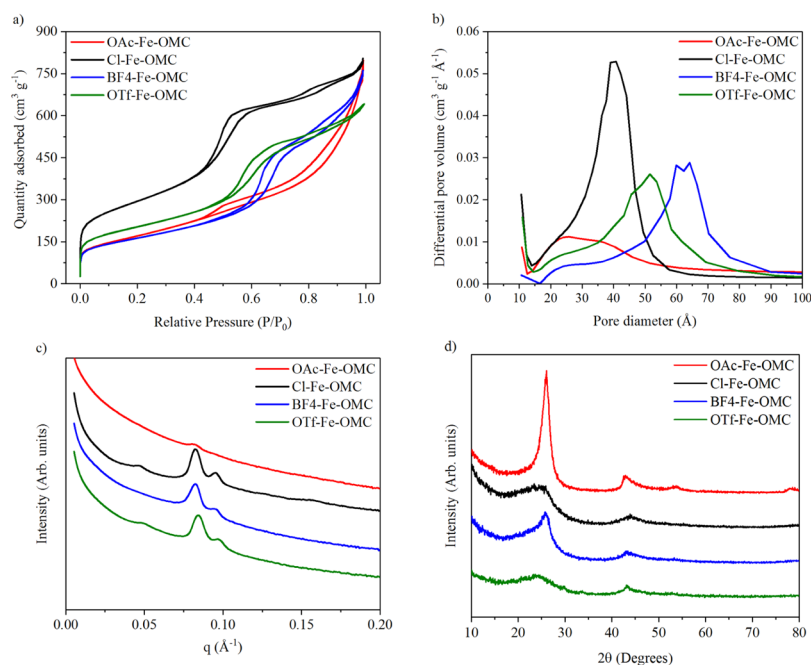 a)
OAc-Fe-OMC
Cl-Fe-OMC
BF4-Fe-OMC
OTf-Fe-OMC
Quantity adsorbed (cm³ g⁻¹)
900
750
600
450
300
150
0
0.0 0.2 0.4 0.6 0.8 1.0
Relative Pressure (P/P₀)
b)
OAc-Fe-OMC
Cl-Fe-OMC
BF4-Fe-OMC
OTf-Fe-OMC
Differential pore volume (cm³ g⁻¹ Å⁻¹)
0.06
0.05
0.04
0.03
0.02
0.01
0.00
0 10 20 30 40 50 60 70 80 90 100
Pore diameter (Å)
c)
OAc-Fe-OMC
Cl-Fe-OMC
BF4-Fe-OMC
OTf-Fe-OMC
Intensity (Arb. units)
0.00 0.05 0.10 0.15 0.20
q (Å⁻¹)
d)
OAc-Fe-OMC
Cl-Fe-OMC
BF4-Fe-OMC
OTf-Fe-OMC
Intensity (Arb. units)
10 20 30 40 50 60 70 80
2θ (Degrees)